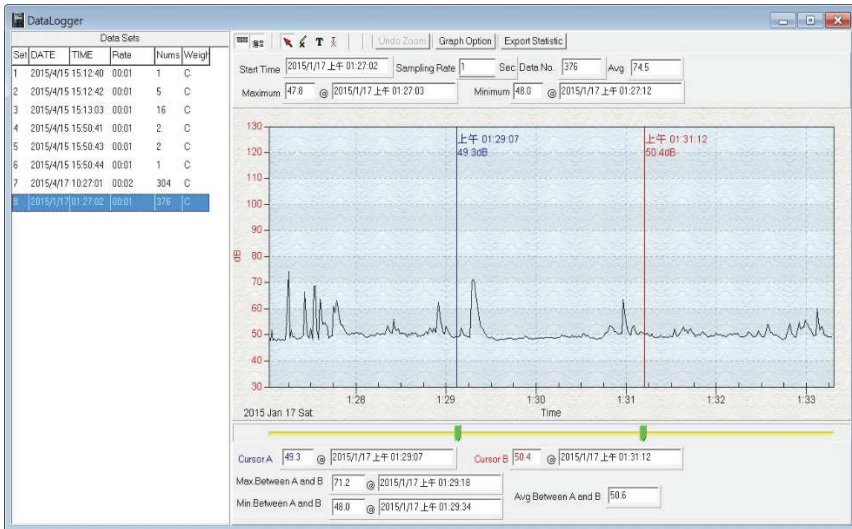 DataLogger
Data Sets
Set DATE TIME Rate Nums Weigh
1 2015/4/15 15:12:40 00:01 1 C
2 2015/4/15 15:12:42 00:01 5 C
3 2015/4/15 15:13:03 00:01 16 C
4 2015/4/15 15:50:41 00:01 2 C
5 2015/4/15 15:50:43 00:01 2 C
6 2015/4/15 15:50:44 00:01 1 C
7 2015/4/17 10:27:01 00:02 304 C
8 2015/1/17 01:27:02 00:01 376 C
T Undo Zoom Graph Option Export Statistic
Start Time 2015/1/17 上午 01:27:02 Sampling Rate 1 Sec Data No. 376 Avg 74.5
Maximum 47.8 @ 2015/1/17 上午 01:27:03 Minimum 48.0 @ 2015/1/17 上午 01:27:12
130
120
110
100
90
80
70
60
50
40
30
dB
上午 01:29:07
49.3dB
上午 01:31:12
50.4dB
1:28 1:29 1:30 1:31 1:32 1:33
2015 Jan 17 Sat Time
Cursor A 49.3 @ 2015/1/17 上午 01:29:07 Cursor B 50.4 @ 2015/1/17 上午 01:31:12
Max.Between A and B 71.2 @ 2015/1/17 上午 01:29:18
Min.Between A and B 48.0 @ 2015/1/17 上午 01:29:34
Avg.Between A and B 50.6